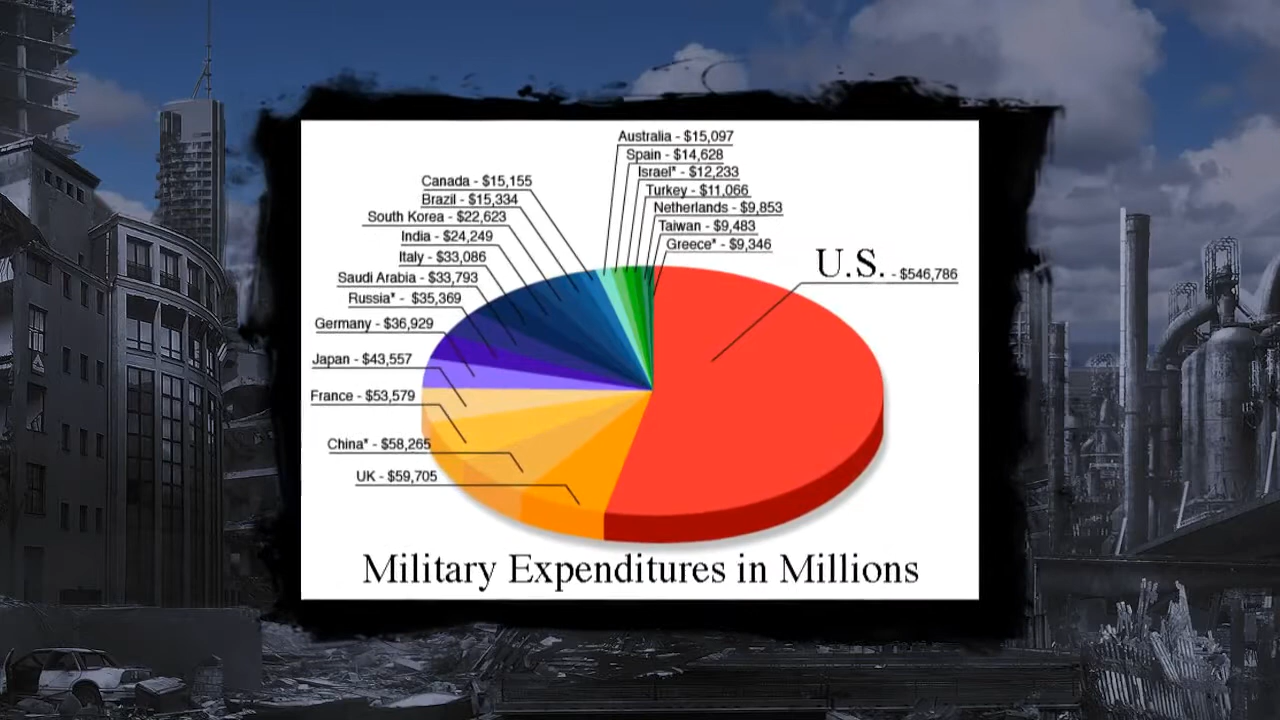 Australia - $15,097
Spain - $14,628
Israel* - $12,233
Turkey - $11,066
Netherlands - $9,853
Taiwan - $9,483
Greece* - $9,346
Canada - $15,155
Brazil - $15,334
South Korea - $22,623
India - $24,249
Italy - $33,086
Saudi Arabia - $33,793
Russia* - $35,369
Germany - $36,929
Japan - $43,557
France - $53,579
China* - $58,265
UK - $59,705
U.S. - $546,786
Military Expenditures in Millions